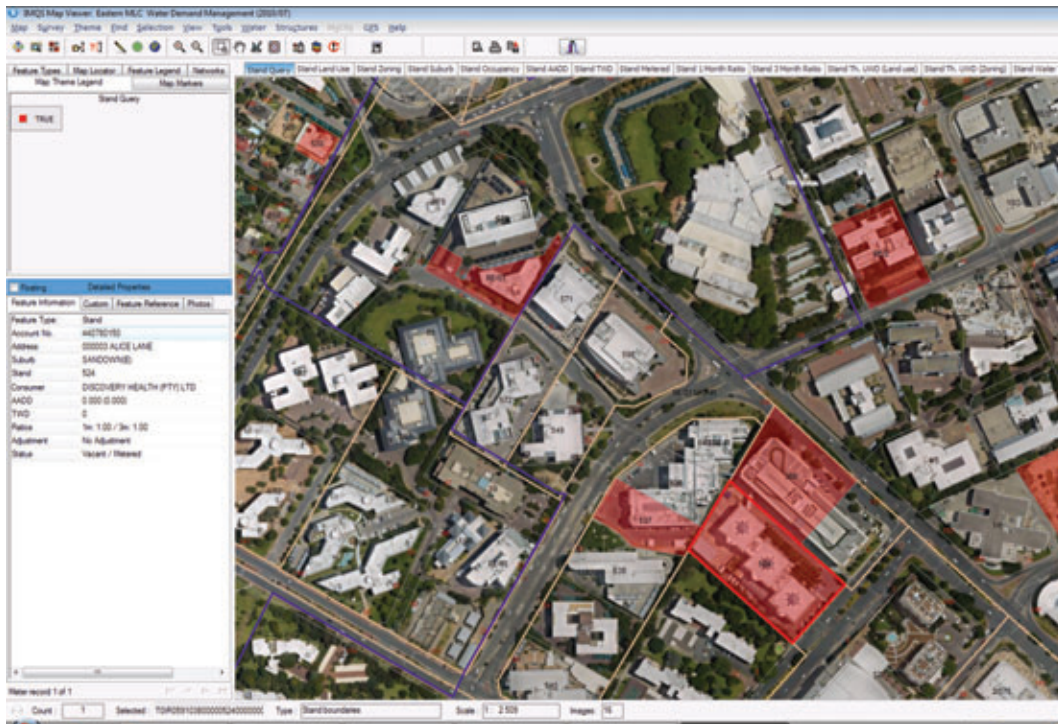 IMQS Map Viewer: Eastern MLC Water Demand Management (2010/07)
Map Survey Theme Find Selection View Tools Water Structures GFS Help
Feature Types Map Locator Feature Legend Networks
Map Theme Legend Map Markers
Stand Query Stand Land Use Stand Zoning Stand Suburb Stand Occupancy Stand AADD Stand TWD Stand Metered Stand 1 Month Ratio Stand 3 Month Ratio Stand Th. UWD (Land use) Stand Th. UWD (Zoning) Stand Water
Stand Query
TRUE
Floating Detailed Properties
Feature Information Custom Feature Reference Photos
Feature Type: Stand
Account No.
Address 000003 ALICE LANE
Suburb SANDOWN(E)
Stand 524
Consumer DISCOVERY HEALTH (PTY) LTD
AADD 0.000 (0.000)
TWD 0
Ratios 1m: 1.00 / 3m: 1.00
Adjustment No Adjustment
Status Vacant / Metered
571
Water record 1 of 1
Count 1 Selected Type Stand boundaries Scale 1: 2 509 Images 16